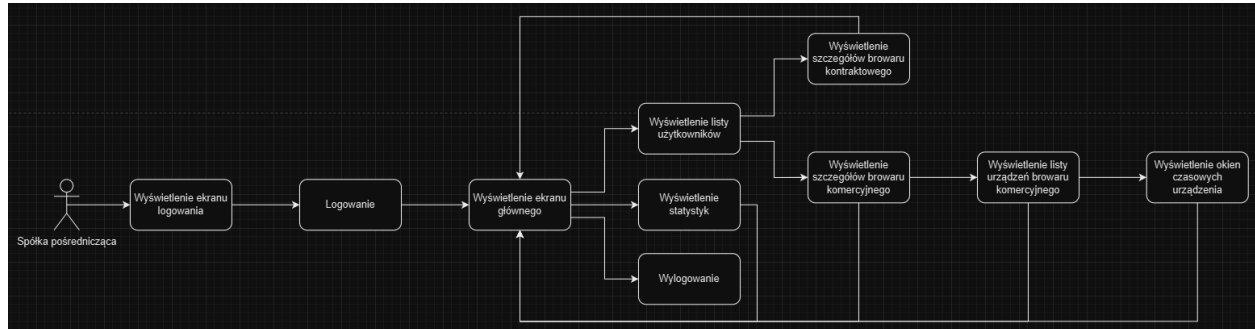 Wyświetlenie
szczegółów browaru
kontraktowego
Wyświetlenie listy
użytkowników
Wyświetlenie ekranu
logowania
Logowanie
Wyświetlenie ekranu
głównego
Wyświetlenie
statystyk
Wyświetlenie
szczegółów browaru
komercyjnego
Wyświetlenie listy
urządzeń browaru
komercyjnego
Wyświetlenie okien
czasowych
urządzenia
Spółka pośrednicząca
Wylogowanie